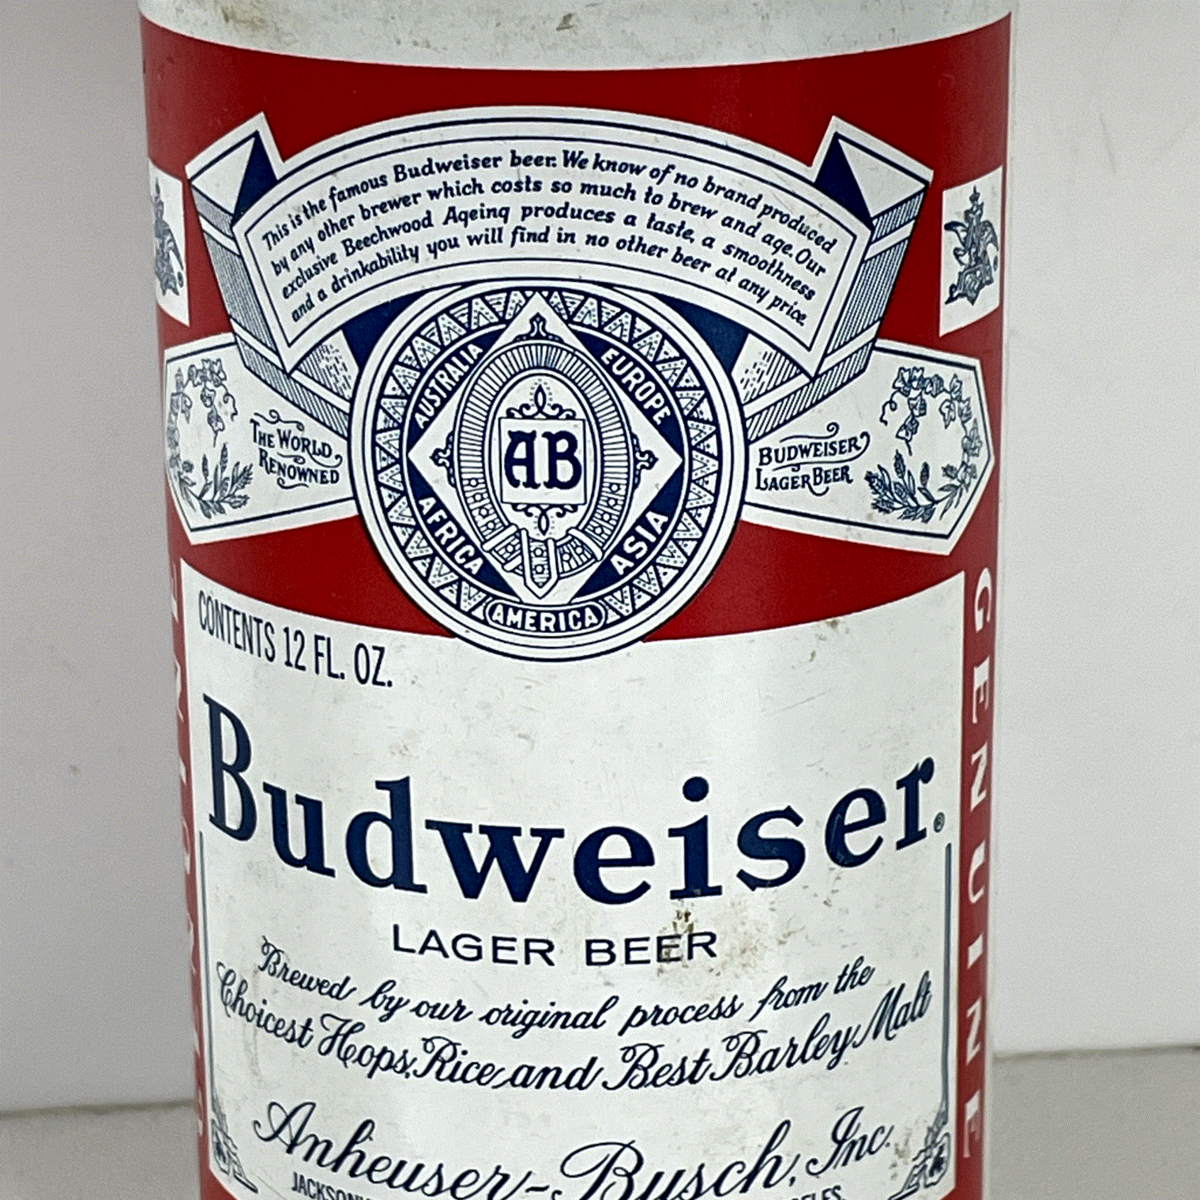 This is the famous Budweiser beer. We know of no brand produced
by any other brewer which costs so much to brew and age. Our
exclusive Beechwood Ageing produces a taste, a smoothness
and a drinkability you will find in no other beer at any price.
AUSTRALIA
EUROPE
AB
AFRICA
ASIA
AMERICA
THE WORLD
RENOWNED
BUDWEISER
LAGER BEER
CONTENTS 12 FL. OZ.
Budweiser®
LAGER BEER
Brewed by our original process from the
Choicest Hops, Rice and Best Barley Malt
Anheuser-Busch, Inc.
GENUINE